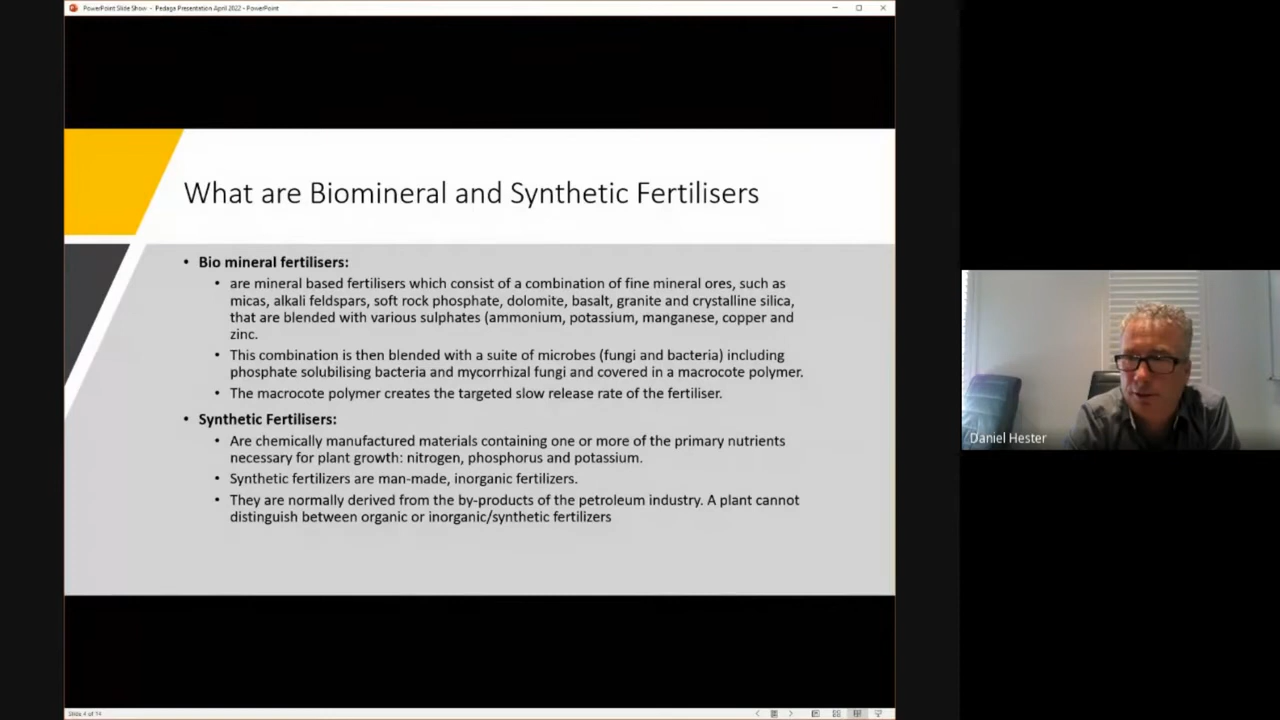 PowerPoint Slide Show - Pedaga Presentation April 2022 - PowerPoint
What are Biomineral and Synthetic Fertilisers
• Bio mineral fertilisers:
• are mineral based fertilisers which consist of a combination of fine mineral ores, such as
micas, alkali feldspars, soft rock phosphate, dolomite, basalt, granite and crystalline silica,
that are blended with various sulphates (ammonium, potassium, manganese, copper and
zinc.
• This combination is then blended with a suite of microbes (fungi and bacteria) including
phosphate solubilising bacteria and mycorrhizal fungi and covered in a macrocote polymer.
• The macrocote polymer creates the targeted slow release rate of the fertiliser.
• Synthetic Fertilisers:
• Are chemically manufactured materials containing one or more of the primary nutrients
necessary for plant growth: nitrogen, phosphorus and potassium.
• Synthetic fertilizers are man-made, inorganic fertilizers.
• They are normally derived from the by-products of the petroleum industry. A plant cannot
distinguish between organic or inorganic/synthetic fertilizers
Daniel Hester
Slide 4 of 14